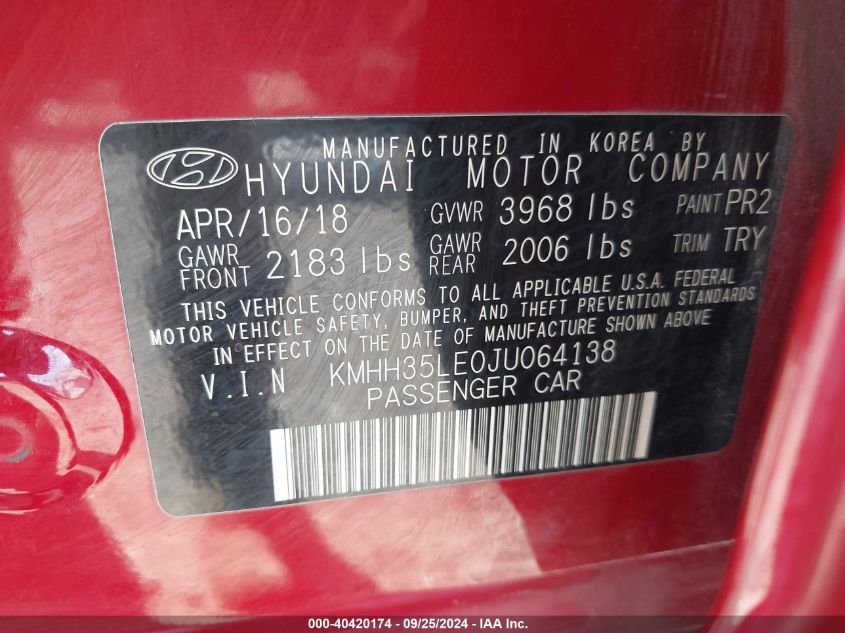 MANUFACTURED IN KOREA BY
HYUNDAI MOTOR COMPANY
APR/16/18 GVWR 3968 lbs PAINT PR2
GAWR FRONT 2183 lbs GAWR REAR 2006 lbs TRIM TRY
THIS VEHICLE CONFORMS TO ALL APPLICABLE U.S.A. FEDERAL
MOTOR VEHICLE SAFETY, BUMPER, AND THEFT PREVENTION STANDARDS
IN EFFECT ON THE DATE OF MANUFACTURE SHOWN ABOVE
V.I.N KMHH35LE0JU064138
PASSENGER CAR
000-40420174 - 09/25/2024 - IAA Inc.